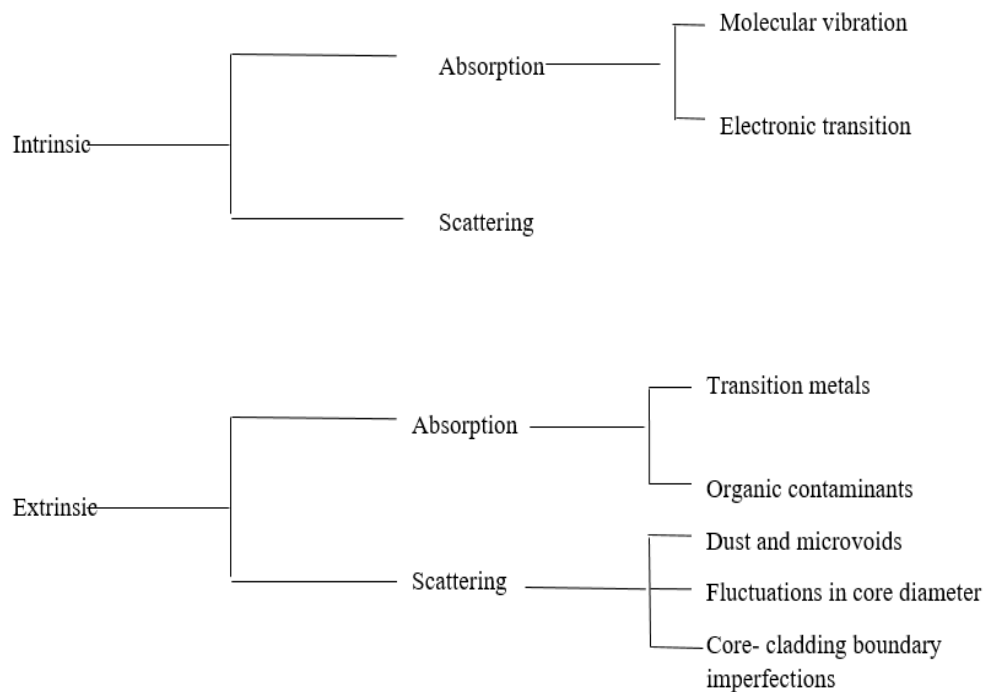 Molecular vibration
Absorption
Electronic transition
Intrinsic
Scattering
Transition metals
Absorption
Organic contaminants
Extrinsic
Dust and microvoids
Scattering
Fluctuations in core diameter
Core- cladding boundary
imperfections